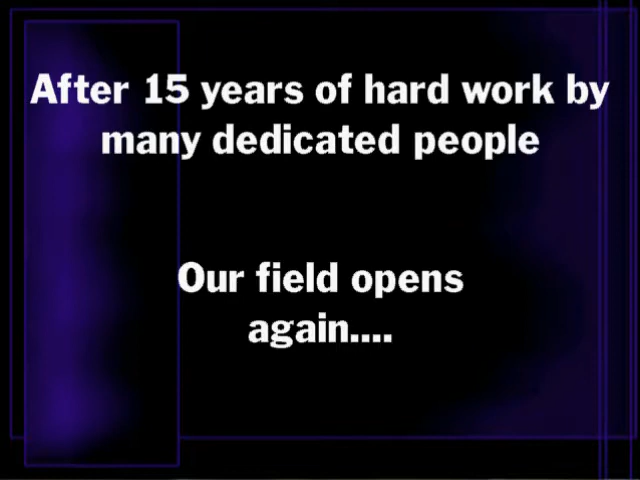 After 15 years of hard work by
many dedicated people
Our field opens
again....